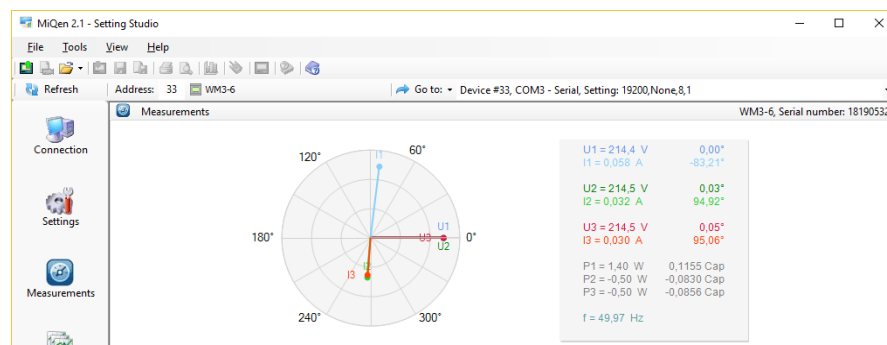 MiQen 2.1 - Setting Studio
File Tools View Help
Refresh Address: 33 WM3-6 Go to: Device #33, COM3 - Serial, Setting: 19200,None,8,1
Measurements WM3-6, Serial number: 18190532
Connection
Settings
Measurements
120° 60°
I1
180° 0°
U1
U3
U2
I2
I3
240° 300°
U1 = 214,4 V 0,00°
I1 = 0,058 A -83,21°
U2 = 214,5 V 0,03°
I2 = 0,032 A 94,92°
U3 = 214,5 V 0,05°
I3 = 0,030 A 95,06°
P1 = 1,40 W 0,1155 Cap
P2 = -0,50 W -0,0830 Cap
P3 = -0,50 W -0,0856 Cap
f = 49,97 Hz